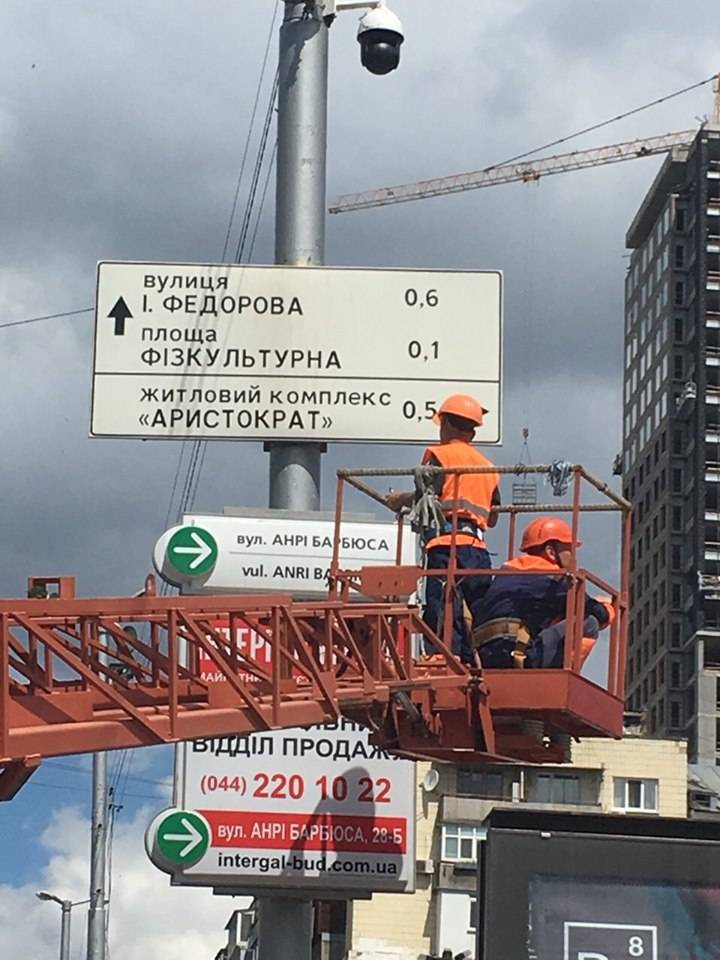 вулиця
І. ФЕДОРОВА 0,6
площа
ФІЗКУЛЬТУРНА 0,1
житловий комплекс
«АРИСТОКРАТ» 0,5
вул. АНРІ БАРБЮСА
vul. ANRI
ВІДДІЛ ПРОДАЖУ
(044) 220 10 22
вул. АНРІ БАРБЮСА, 28-Б
intergal-bud.com.ua
8